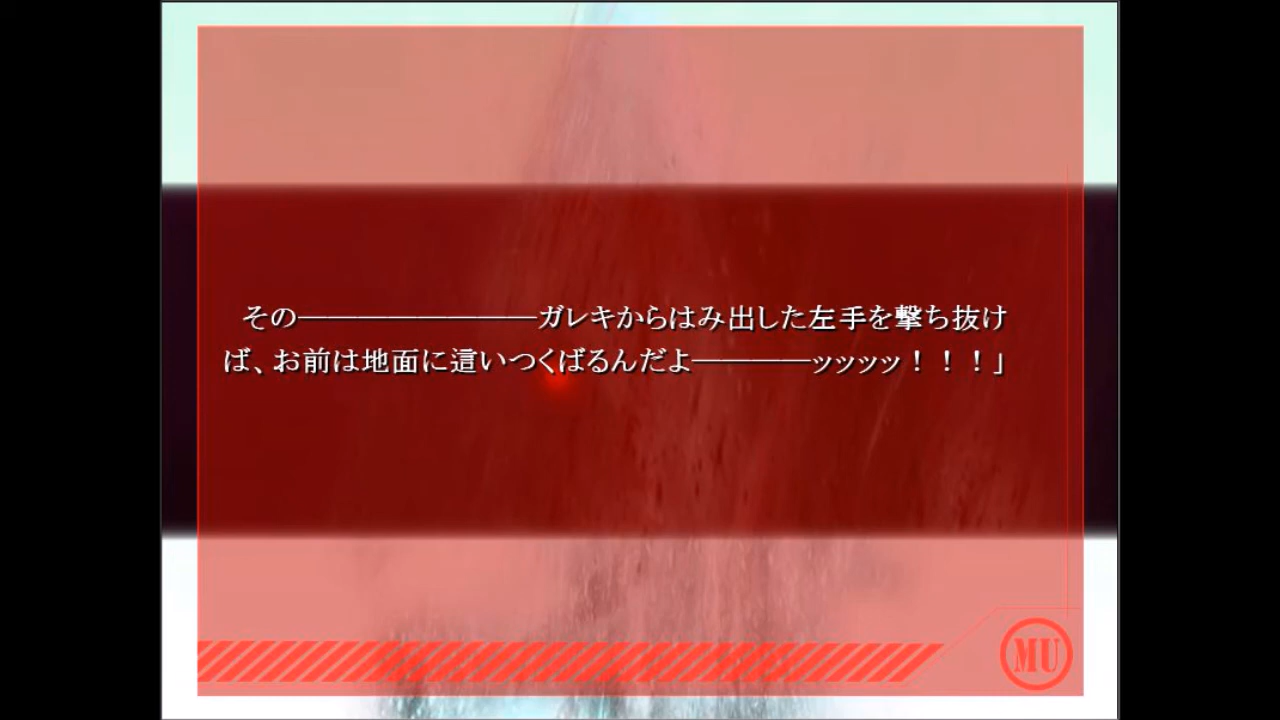 その――――――――ガレキからはみ出した左手を撃ち抜け
ば、お前は地面に這いつくばるんだよ――――ッッッッ！！！」
MU